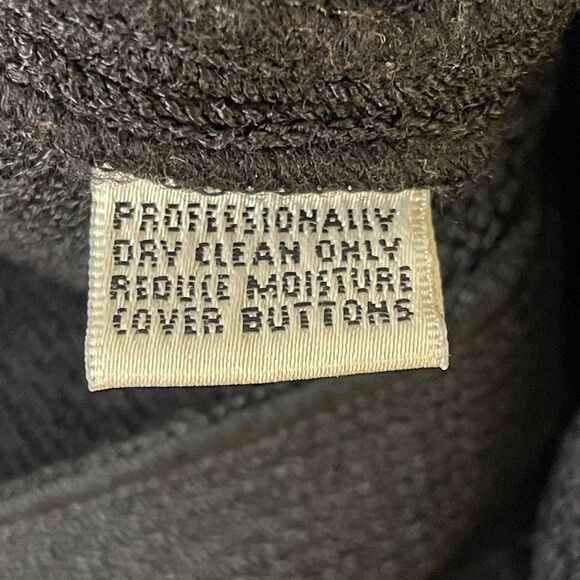 PROFESSIONALLY
DRY CLEAN ONLY
REDUCE MOISTURE
COVER BUTTONS